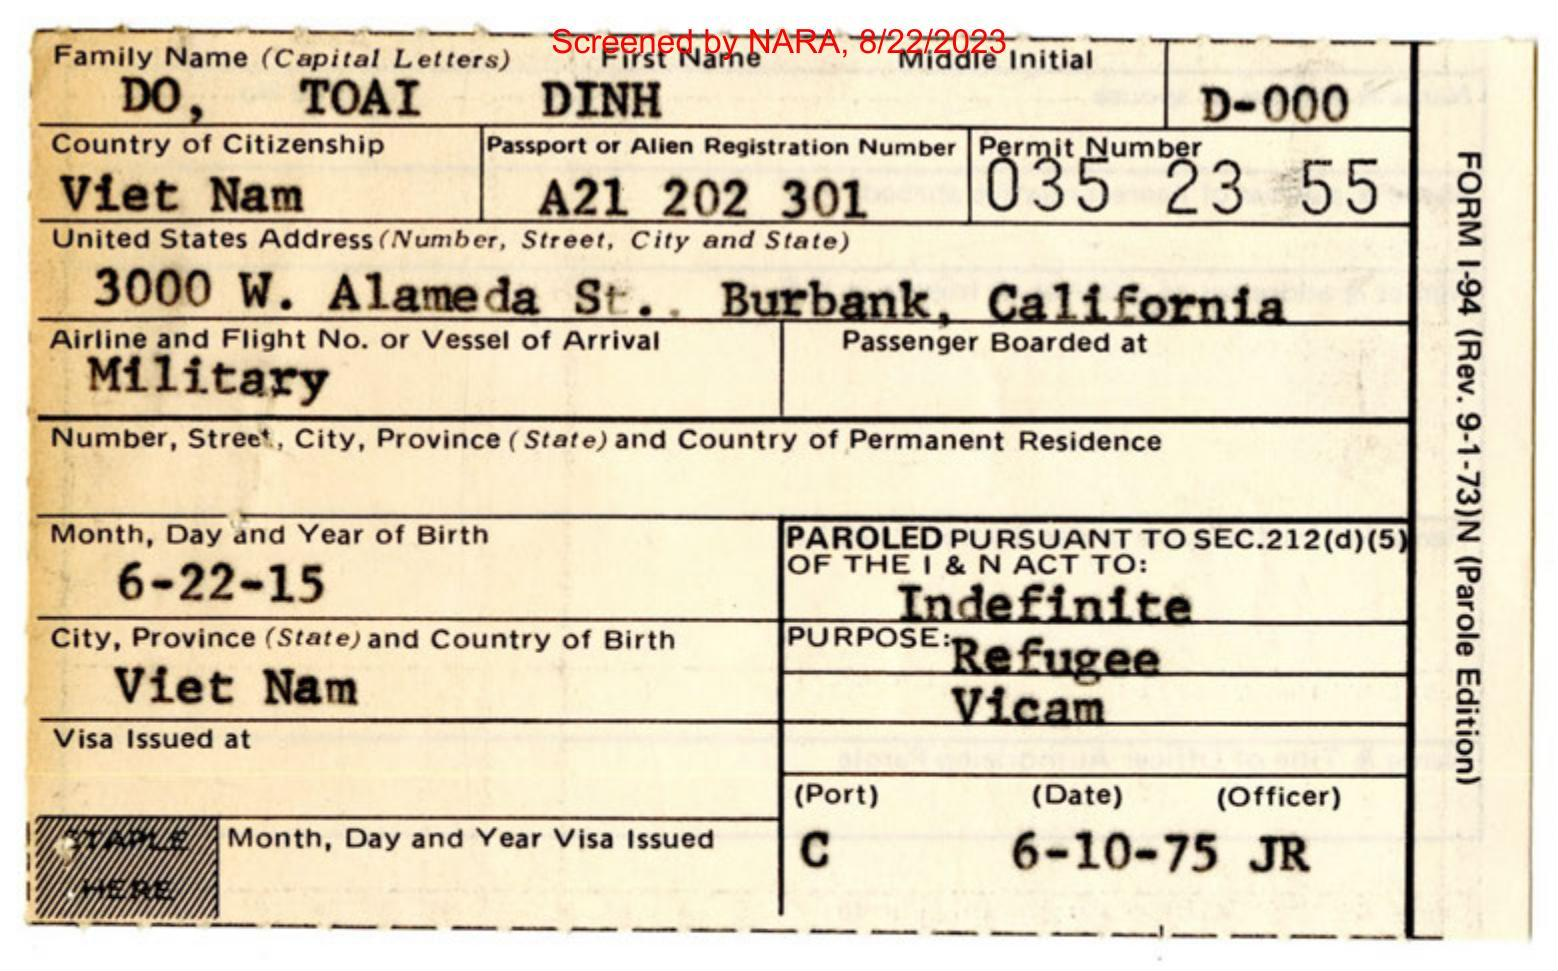 Screened by NARA, 8/22/2023
Family Name (Capital Letters) First Name Middle Initial
DO, TOAI DINH D-000
Country of Citizenship Passport or Alien Registration Number Permit Number
Viet Nam A21 202 301 035 23 55
United States Address (Number, Street, City and State)
3000 W. Alameda St.. Burbank, California
Airline and Flight No. or Vessel of Arrival Passenger Boarded at
Military
Number, Street, City, Province (State) and Country of Permanent Residence
Month, Day and Year of Birth
6-22-15
PAROLED PURSUANT TO SEC.212(d)(5)
OF THE I & N ACT TO:
Indefinite
City, Province (State) and Country of Birth
Viet Nam
PURPOSE: Refugee
Vicam
Visa Issued at
(Port) (Date) (Officer)
C 6-10-75 JR
STAPLE
HERE
Month, Day and Year Visa Issued
FORM I-94 (Rev. 9-1-73)N (Parole Edition)